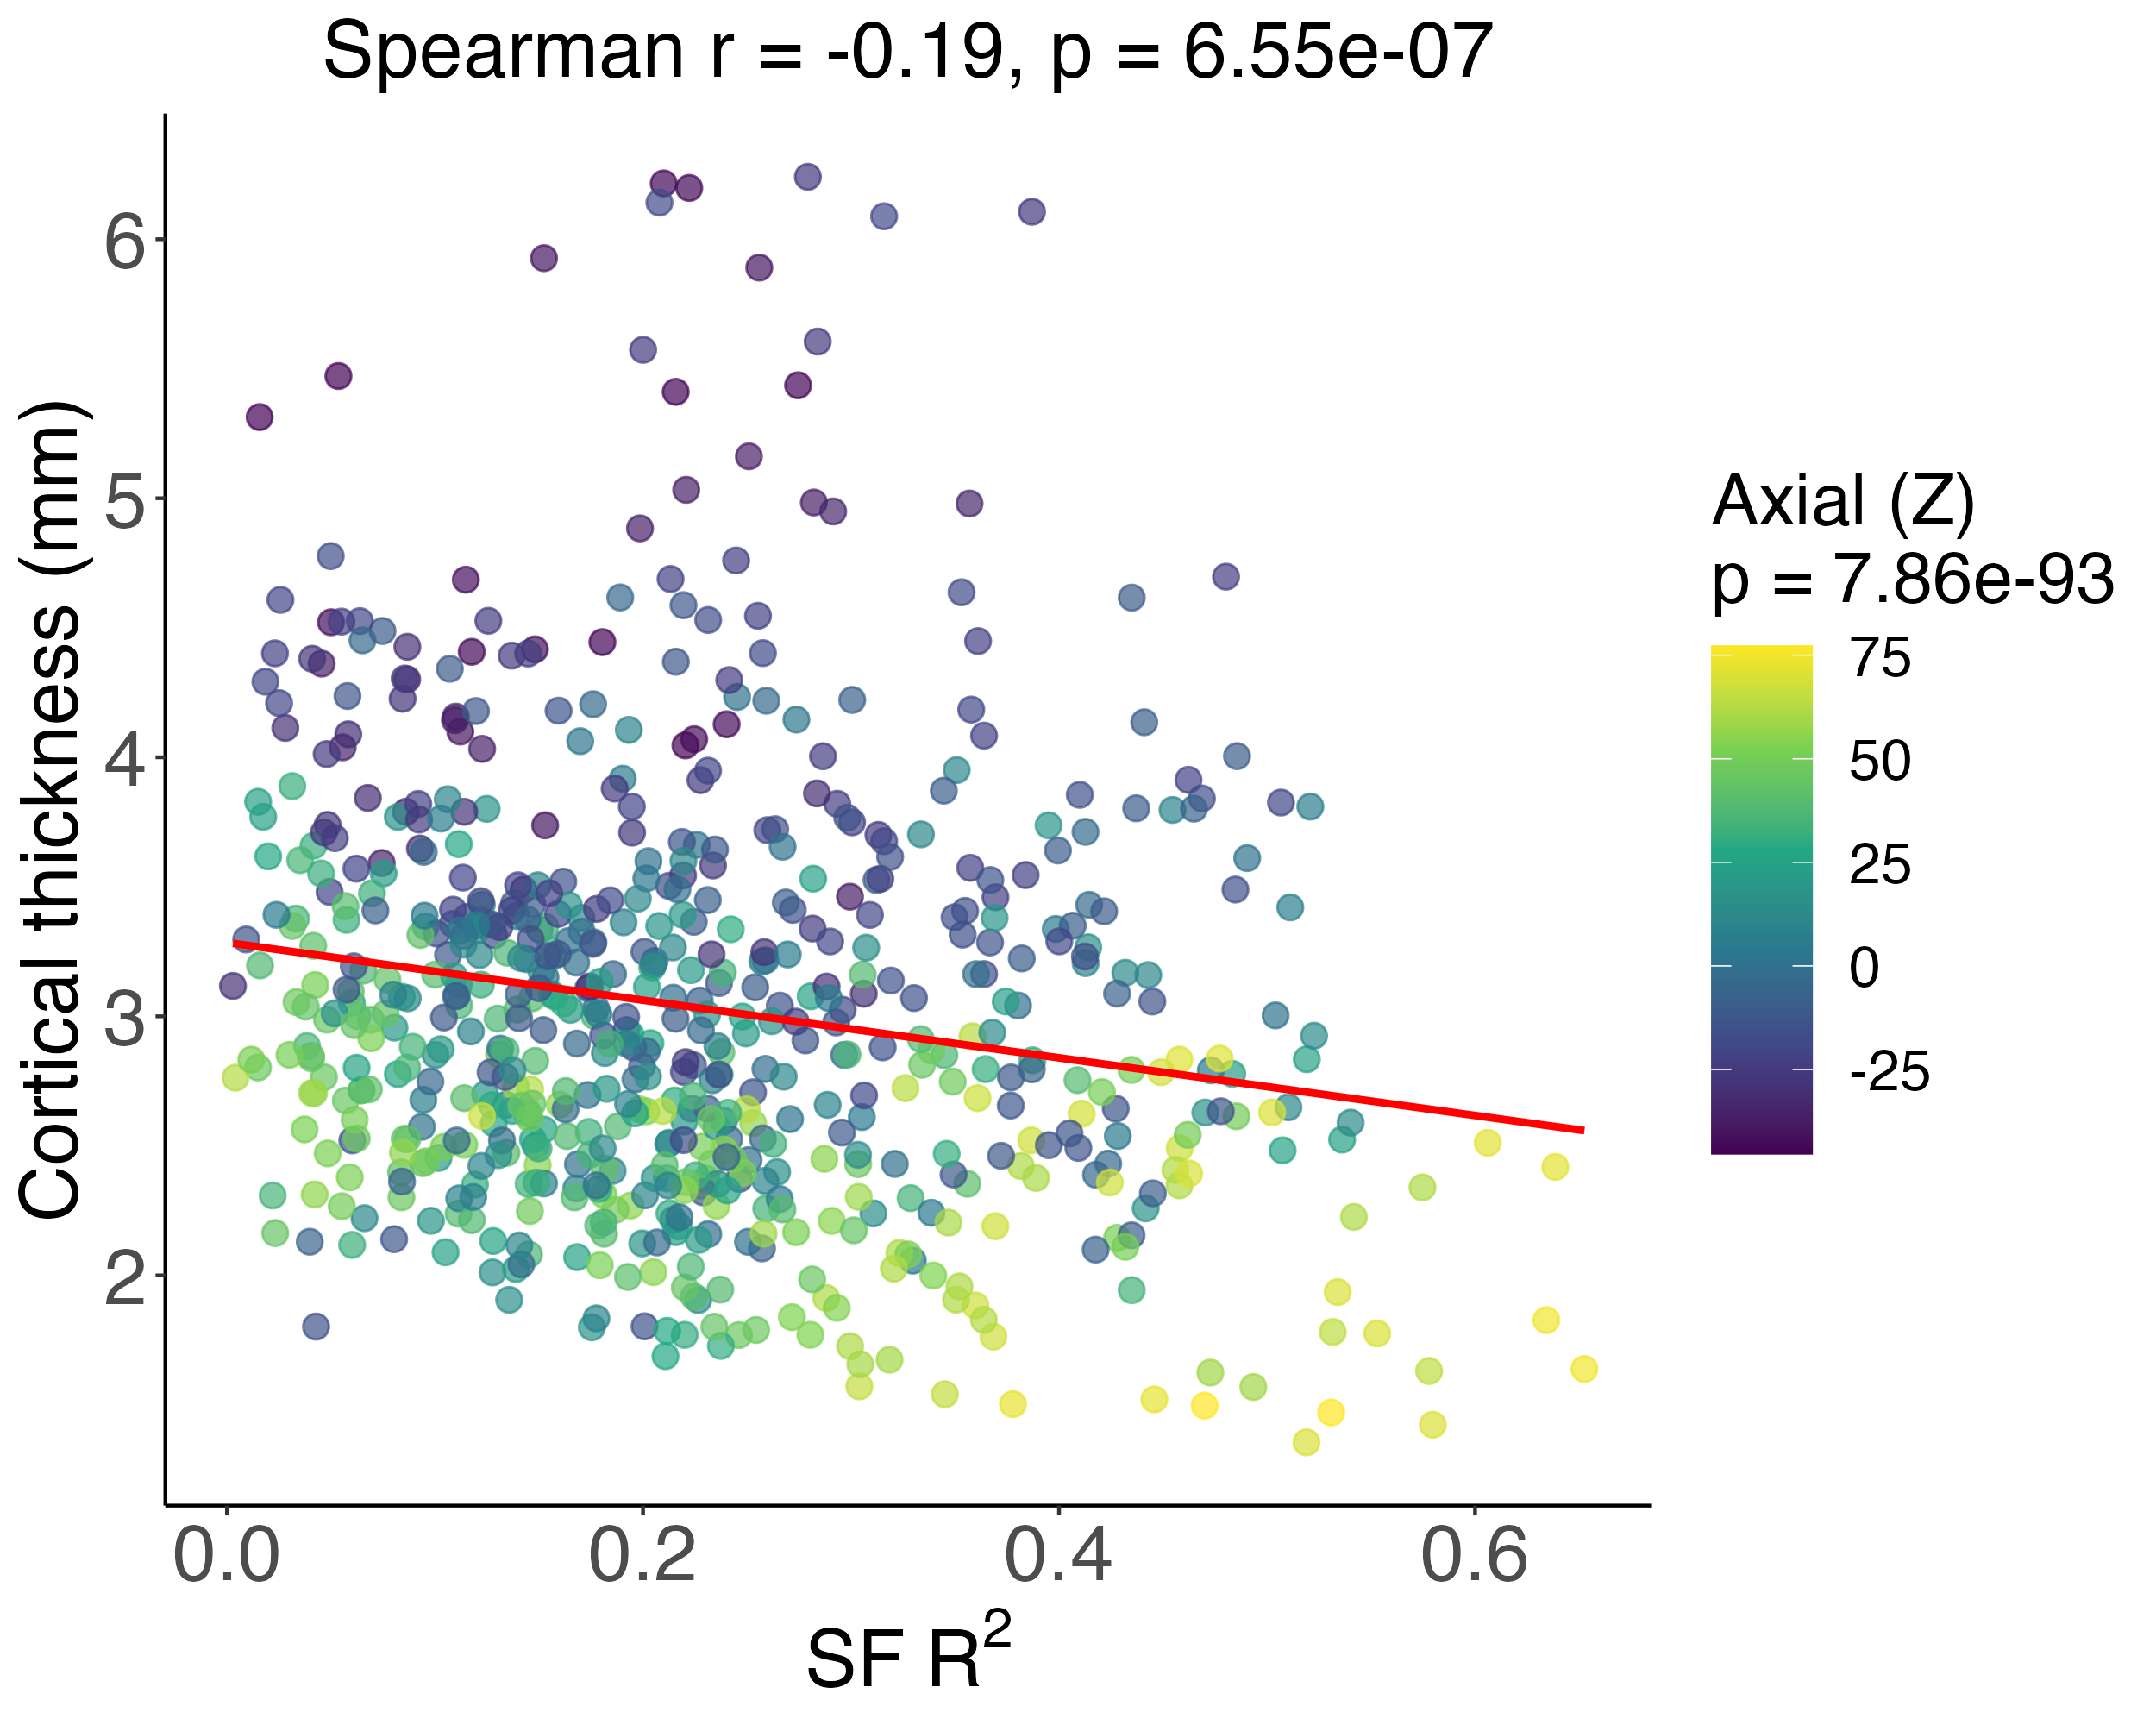 Spearman r = -0.19, p = 6.55e-07
Cortical thickness (mm)
6
5
4
3
2
0.0
0.2
0.4
0.6
SF R²
Axial (Z)
p = 7.86e-93
75
50
25
0
-25